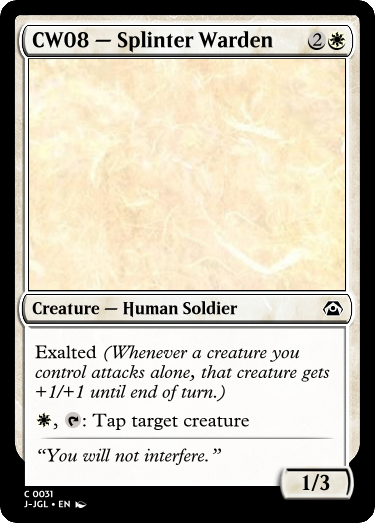 CW08 — Splinter Warden 2
Creature — Human Soldier
Exalted (Whenever a creature you
control attacks alone, that creature gets
+1/+1 until end of turn.)
, : Tap target creature
“You will not interfere.”
1/3
C 0031
J-JGL • EN